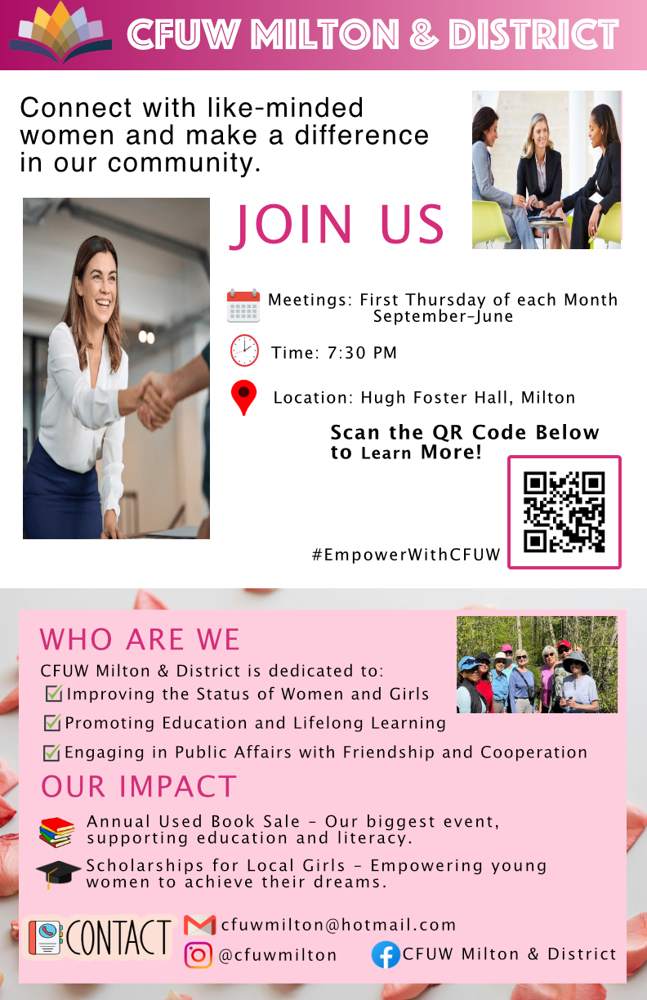 CFUW MILTON & DISTRICT
Connect with like-minded
women and make a difference
in our community.
JOIN US
Meetings: First Thursday of each Month
September–June
Time: 7:30 PM
Location: Hugh Foster Hall, Milton
Scan the QR Code Below
to Learn More!
#EmpowerWithCFUW
WHO ARE WE
CFUW Milton & District is dedicated to:
Improving the Status of Women and Girls
Promoting Education and Lifelong Learning
Engaging in Public Affairs with Friendship and Cooperation
OUR IMPACT
Annual Used Book Sale – Our biggest event,
supporting education and literacy.
Scholarships for Local Girls – Empowering young
women to achieve their dreams.
CONTACT
cfuwmilton@hotmail.com
@cfuwmilton
CFUW Milton & District